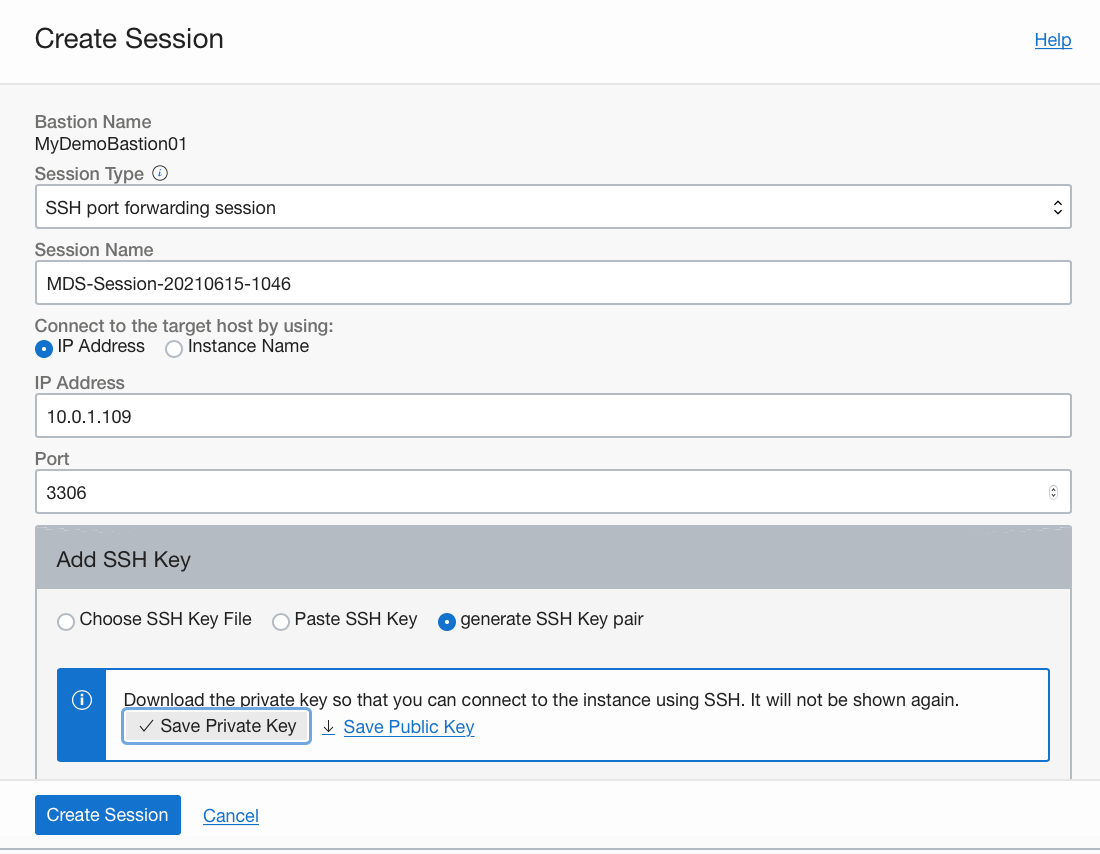 Create Session
Help
Bastion Name
MyDemoBastion01
Session Type
SSH port forwarding session
Session Name
MDS-Session-20210615-1046
Connect to the target host by using:
IP Address Instance Name
IP Address
10.0.1.109
Port
3306
Add SSH Key
Choose SSH Key File Paste SSH Key generate SSH Key pair
Download the private key so that you can connect to the instance using SSH. It will not be shown again.
Save Private Key Save Public Key
Create Session Cancel